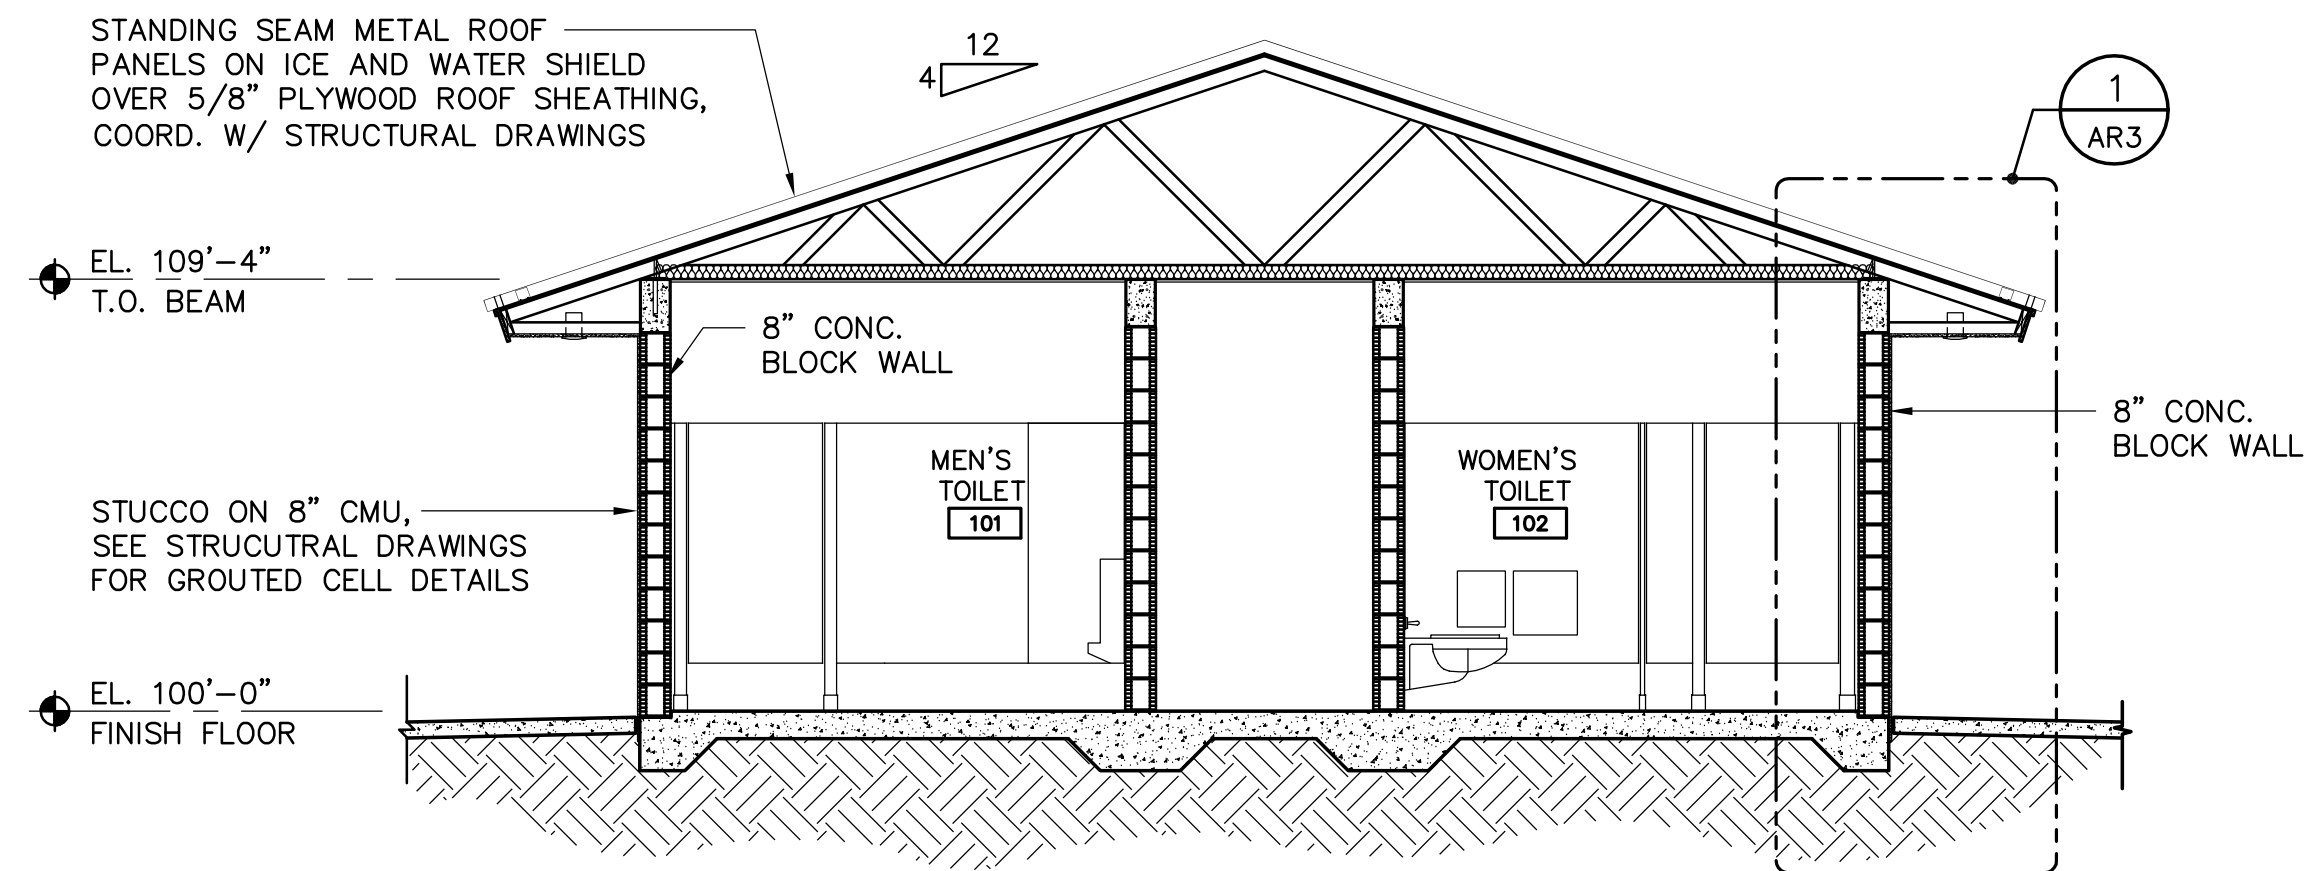 STANDING SEAM METAL ROOF
PANELS ON ICE AND WATER SHIELD
OVER 5/8" PLYWOOD ROOF SHEATHING,
COORD. W/ STRUCTURAL DRAWINGS
12
4
1
AR3
EL. 109'-4"
T.O. BEAM
8" CONC.
BLOCK WALL
8" CONC.
BLOCK WALL
MEN'S
TOILET
101
WOMEN'S
TOILET
102
STUCCO ON 8" CMU,
SEE STRUCUTRAL DRAWINGS
FOR GROUTED CELL DETAILS
EL. 100'-0"
FINISH FLOOR